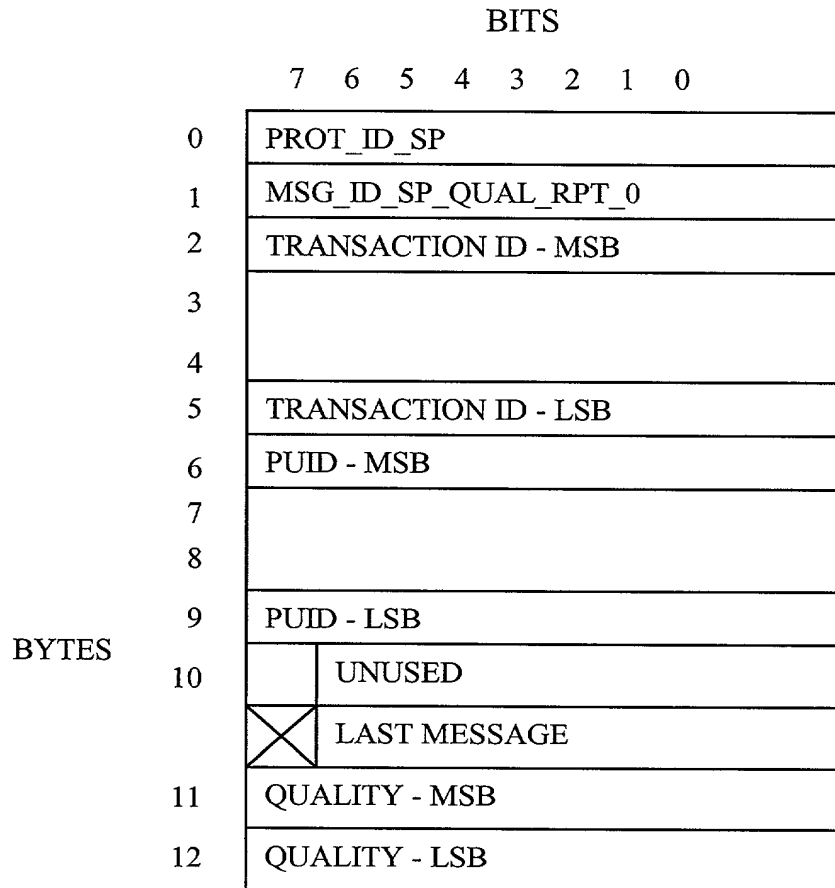 BITS
7 6 5 4 3 2 1 0
0 PROT_ID_SP
1 MSG_ID_SP_QUAL_RPT_0
2 TRANSACTION ID - MSB
3
4
5 TRANSACTION ID - LSB
6 PUID - MSB
7
8
9 PUID - LSB
BYTES
10 UNUSED
LAST MESSAGE
11 QUALITY - MSB
12 QUALITY - LSB